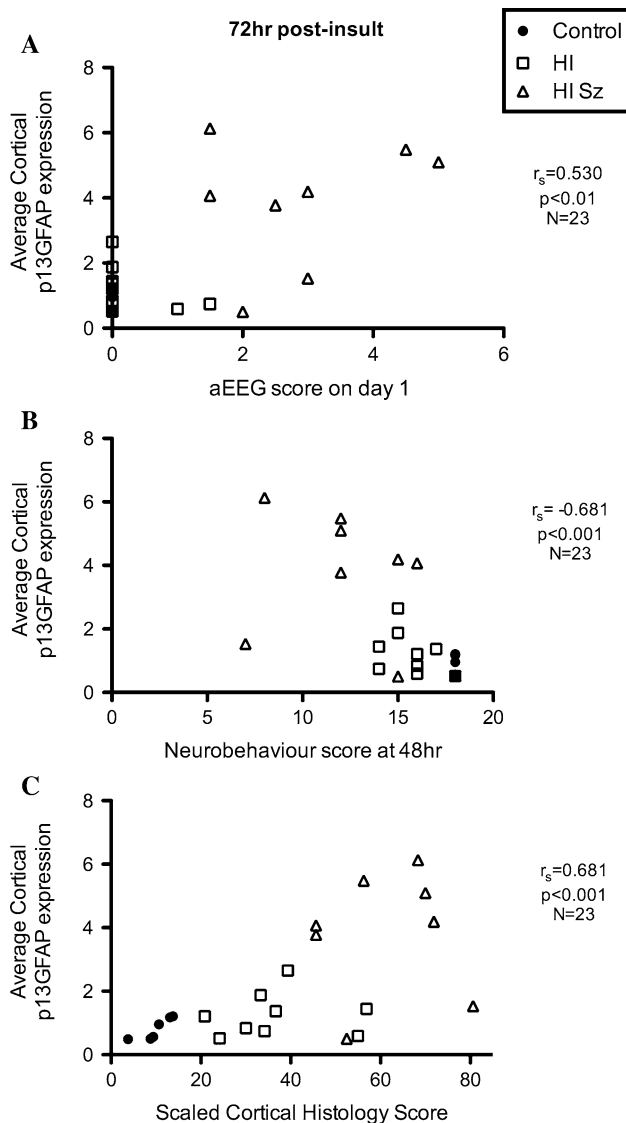 A
72hr post-insult
Control
HI
HI Sz
8
6
4
2
0
Average Cortical
p13GFAP expression
0 2 4 6
aEEG score on day 1
rs=0.530
p<0.01
N=23
B
8
6
4
2
0
Average Cortical
p13GFAP expression
0 5 10 15 20
Neurobehaviour score at 48hr
rs= -0.681
p<0.001
N=23
C
8
6
4
2
0
Average Cortical
p13GFAP expression
0 20 40 60 80
Scaled Cortical Histology Score
rs=0.681
p<0.001
N=23